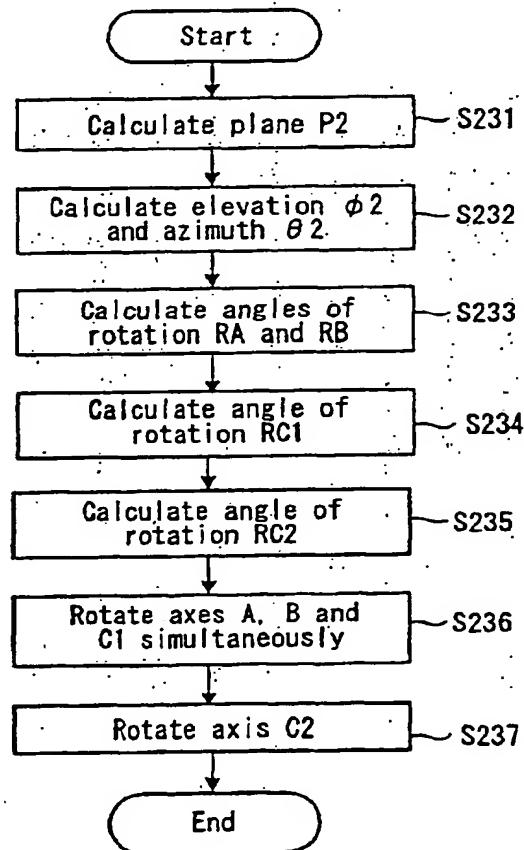 Start
Calculate plane P2
S231
Calculate elevation φ2
and azimuth θ2
S232
Calculate angles of
rotation RA and RB
S233
Calculate angle of
rotation RC1
S234
Calculate angle of
rotation RC2
S235
Rotate axes A, B and
C1 simultaneously
S236
Rotate axis C2
S237
End